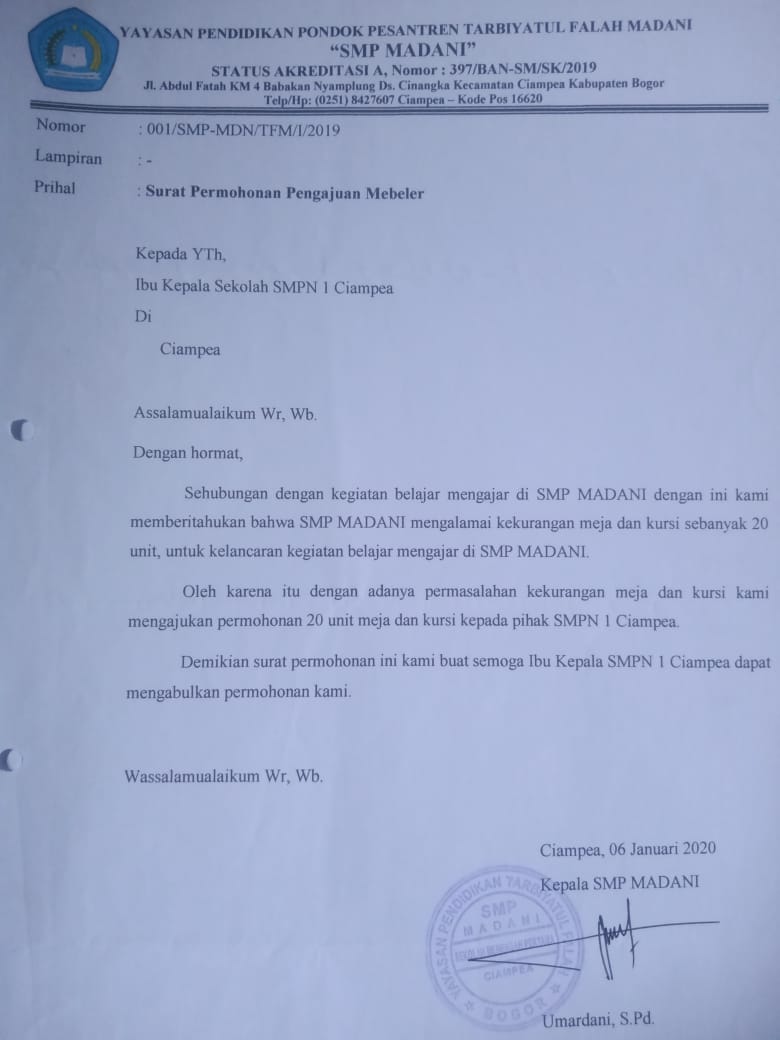 YAYASAN PENDIDIKAN PONDOK PESANTREN TARBIYATUL FALAH MADANI
“SMP MADANI”
STATUS AKREDITASI A, Nomor : 397/BAN-SM/SK/2019
Jl. Abdul Fatah KM 4 Babakan Nyamplung Ds. Cinangka Kecamatan Ciampea Kabupaten Bogor
Telp/Hp: (0251) 8427607 Ciampea – Kode Pos 16620
Nomor : 001/SMP-MDN/TFM/I/2019
Lampiran : -
Prihal : Surat Permohonan Pengajuan Mebeler
Kepada YTh,
Ibu Kepala Sekolah SMPN 1 Ciampea
Di
Ciampea
Assalamualaikum Wr, Wb.
Dengan hormat,
Sehubungan dengan kegiatan belajar mengajar di SMP MADANI dengan ini kami
memberitahukan bahwa SMP MADANI mengalamai kekurangan meja dan kursi sebanyak 20
unit, untuk kelancaran kegiatan belajar mengajar di SMP MADANI.
Oleh karena itu dengan adanya permasalahan kekurangan meja dan kursi kami
mengajukan permohonan 20 unit meja dan kursi kepada pihak SMPN 1 Ciampea.
Demikian surat permohonan ini kami buat semoga Ibu Kepala SMPN 1 Ciampea dapat
mengabulkan permohonan kami.
Wassalamualaikum Wr, Wb.
Ciampea, 06 Januari 2020
Kepala SMP MADANI
YAYASAN PENDIDIKAN TARBIYATUL FALAH
SMP
MADANI
CIAMPEA
BOGOR
Umardani, S.Pd.